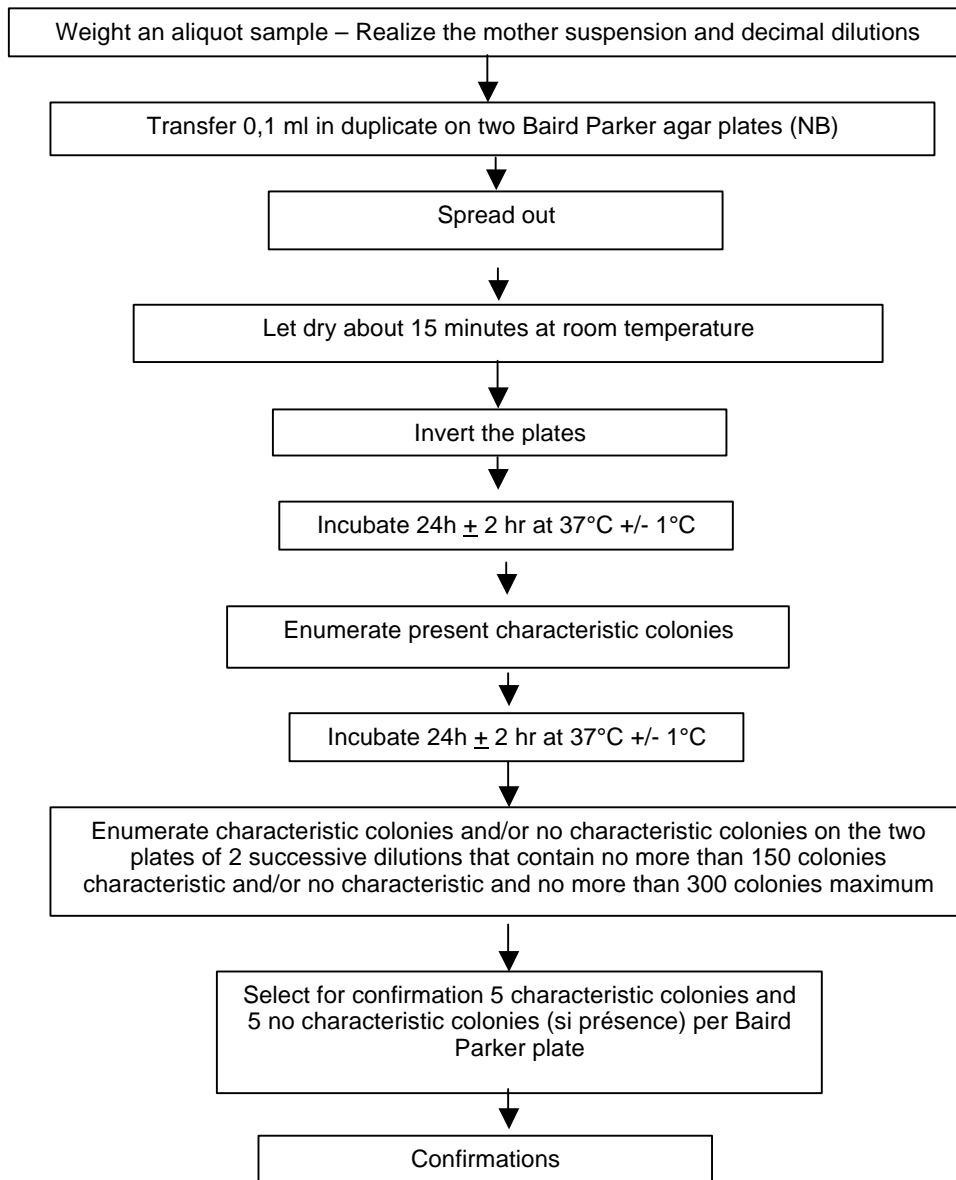 Weight an aliquot sample – Realize the mother suspension and decimal dilutions
Transfer 0,1 ml in duplicate on two Baird Parker agar plates (NB)
Spread out
Let dry about 15 minutes at room temperature
Invert the plates
Incubate 24h ± 2 hr at 37°C +/- 1°C
Enumerate present characteristic colonies
Incubate 24h ± 2 hr at 37°C +/- 1°C
Enumerate characteristic colonies and/or no characteristic colonies on the two
plates of 2 successive dilutions that contain no more than 150 colonies
characteristic and/or no characteristic and no more than 300 colonies maximum
Select for confirmation 5 characteristic colonies and
5 no characteristic colonies (si présence) per Baird
Parker plate
Confirmations